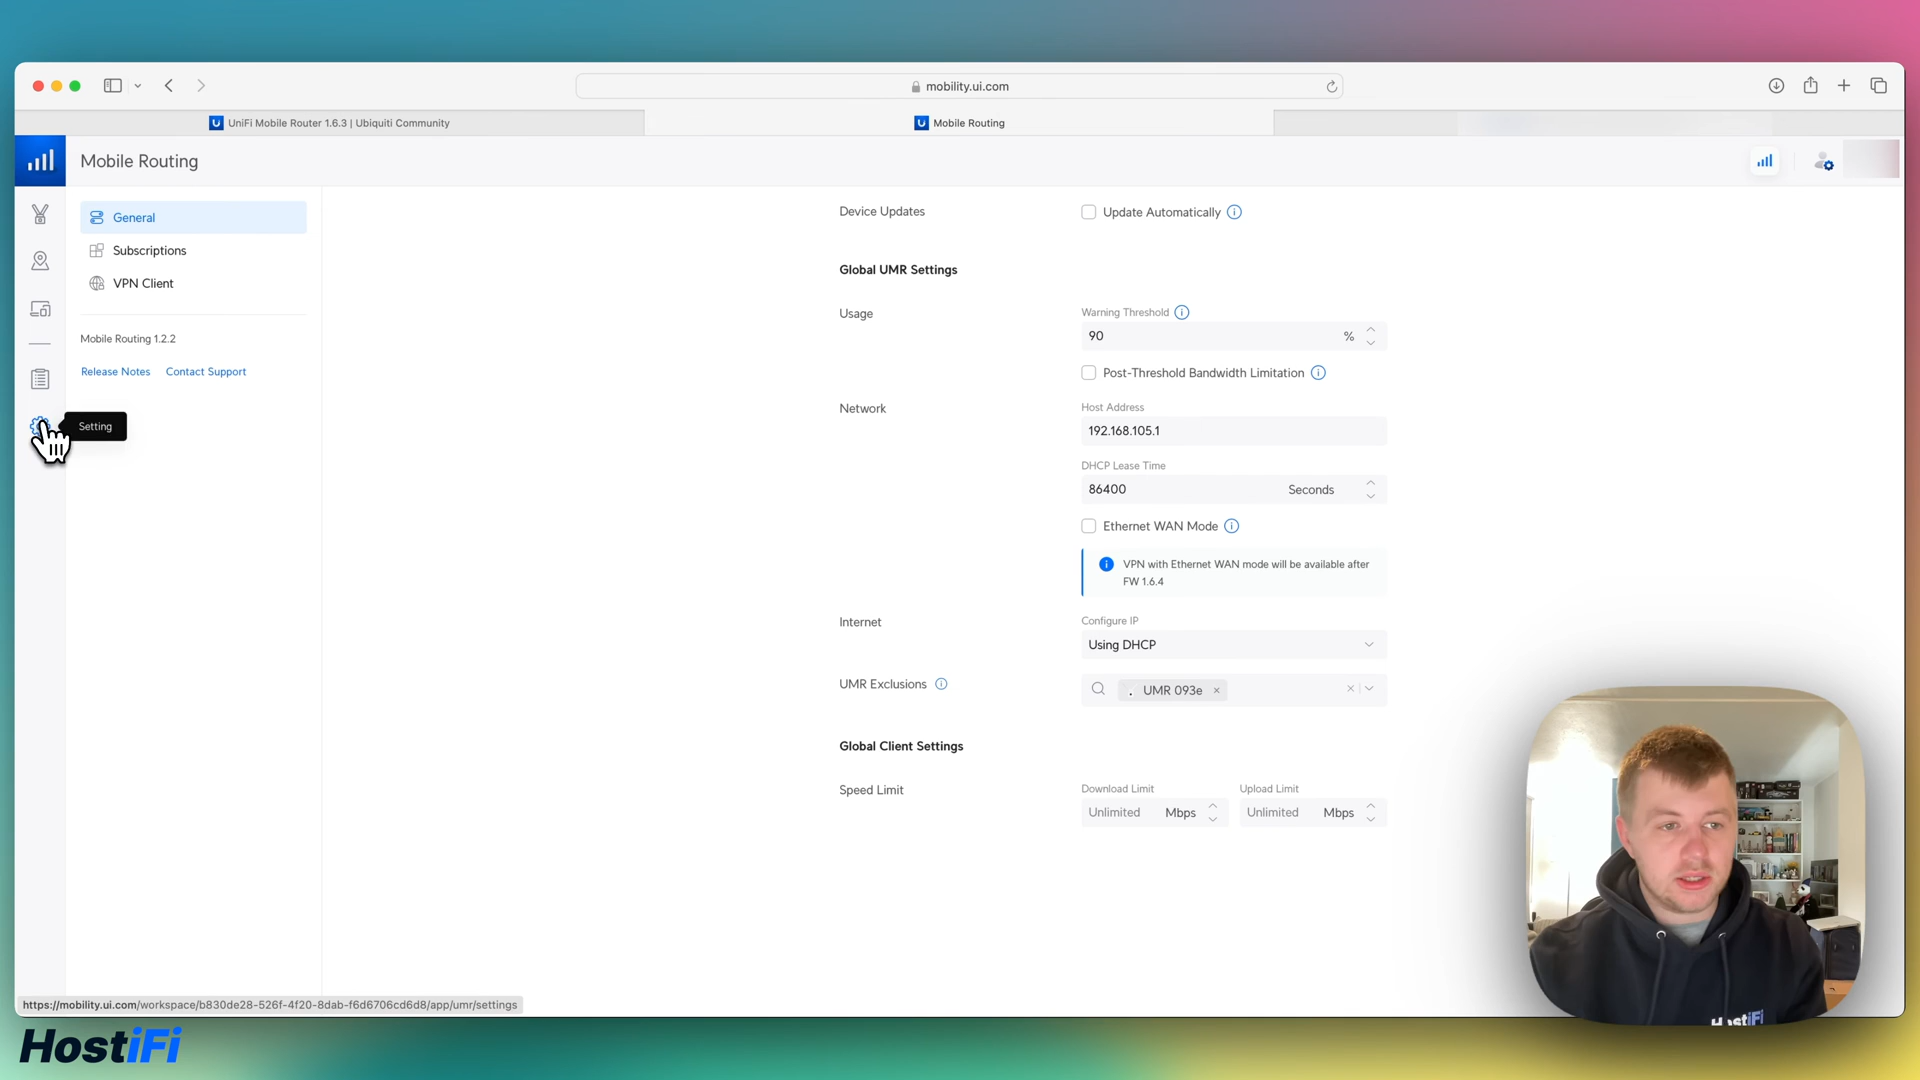 mobility.ui.com
UniFi Mobile Router 1.6.3 | Ubiquiti Community
Mobile Routing
Mobile Routing
General
Subscriptions
VPN Client
Mobile Routing 1.2.2
Release Notes Contact Support
Setting
Device Updates
Update Automatically
Global UMR Settings
Usage
Warning Threshold
90 %
Post-Threshold Bandwidth Limitation
Network
Host Address
192.168.105.1
DHCP Lease Time
86400 Seconds
Ethernet WAN Mode
VPN with Ethernet WAN mode will be available after
FW 1.6.4
Internet
Configure IP
Using DHCP
UMR Exclusions
UMR 093e
Global Client Settings
Speed Limit
Download Limit Upload Limit
Unlimited Mbps Unlimited Mbps
https://mobility.ui.com/workspace/b830de28-526f-4f20-8dab-f6d6706cd6d8/app/umr/settings
HostiFi
HostiFi